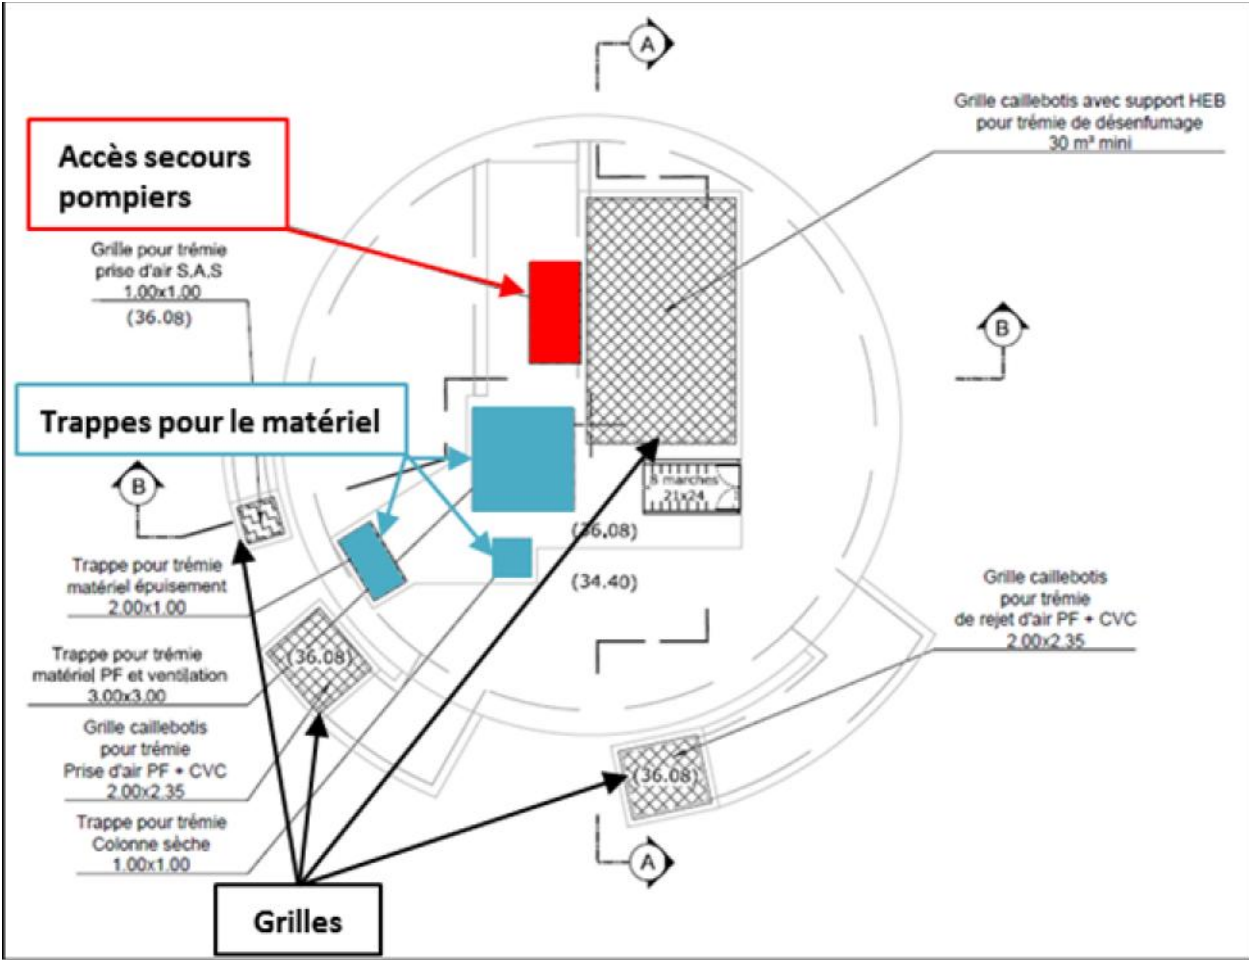 A
Grille caillebotis avec support HEB
pour trémie de désenfumage
30 m² mini
Accès secours
pompiers
Grille pour trémie
prise d'air S.A.S
1.00x1.00
(36.08)
B
Trappes pour le matériel
B
8 marches
21x24
(36.08)
(34.40)
Trappe pour trémie
matériel épuisement
2.00x1.00
Grille caillebotis
pour trémie
de rejet d'air PF + CVC
2.00x2.35
Trappe pour trémie
matériel PF et ventilation
3.00x3.00
(36.08)
Grille caillebotis
pour trémie
Prise d'air PF + CVC
2.00x2.35
(36.08)
Trappe pour trémie
Colonne sèche
1.00x1.00
A
Grilles